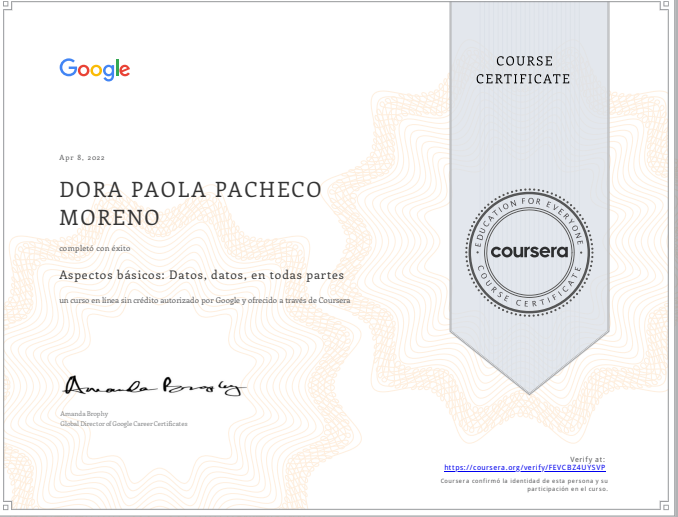 Google
COURSE
CERTIFICATE
Apr 8, 2022
DORA PAOLA PACHECO
MORENO
completó con éxito
Aspectos básicos: Datos, datos, en todas partes
un curso en línea sin crédito autorizado por Google y ofrecido a través de Coursera
EDUCATION FOR EVERYONE
coursera
COURSE CERTIFICATE
Amanda Brophy
Amanda Brophy
Global Director of Google Career Certificates
Verify at:
https://coursera.org/verify/FEVCBZ4UYSVP
Coursera confirmó la identidad de esta persona y su
participación en el curso.